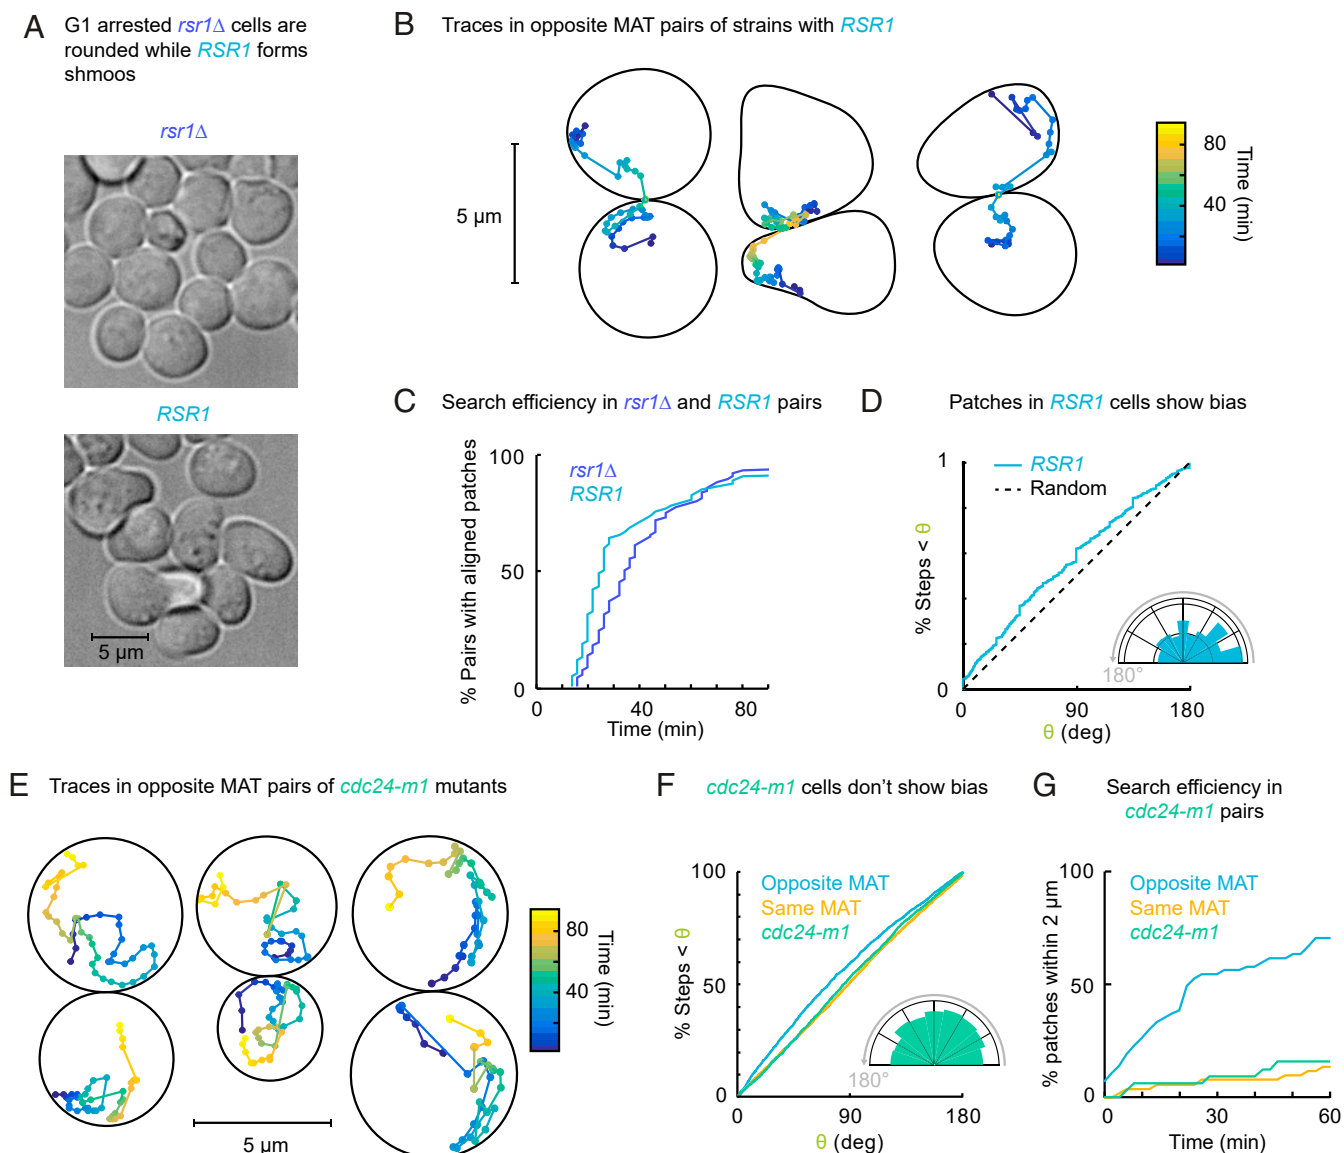 A
G1 arrested rsr1Δ cells are
rounded while RSR1 forms
shmoos
rsr1Δ
RSR1
5 µm
B
Traces in opposite MAT pairs of strains with RSR1
5 µm
80
40
Time (min)
C
Search efficiency in rsr1Δ and RSR1 pairs
% Pairs with aligned patches
100
50
0
rsr1Δ
RSR1
0
40
80
Time (min)
D
Patches in RSR1 cells show bias
% Steps < θ
1
0
RSR1
Random
180°
0
90
180
θ (deg)
E
Traces in opposite MAT pairs of cdc24-m1 mutants
80
40
Time (min)
5 µm
F
cdc24-m1 cells don't show bias
% Steps < θ
100
50
0
Opposite MAT
Same MAT
cdc24-m1
180°
0
90
180
θ (deg)
G
Search efficiency in
cdc24-m1 pairs
% patches within 2 µm
100
50
0
Opposite MAT
Same MAT
cdc24-m1
0
30
60
Time (min)